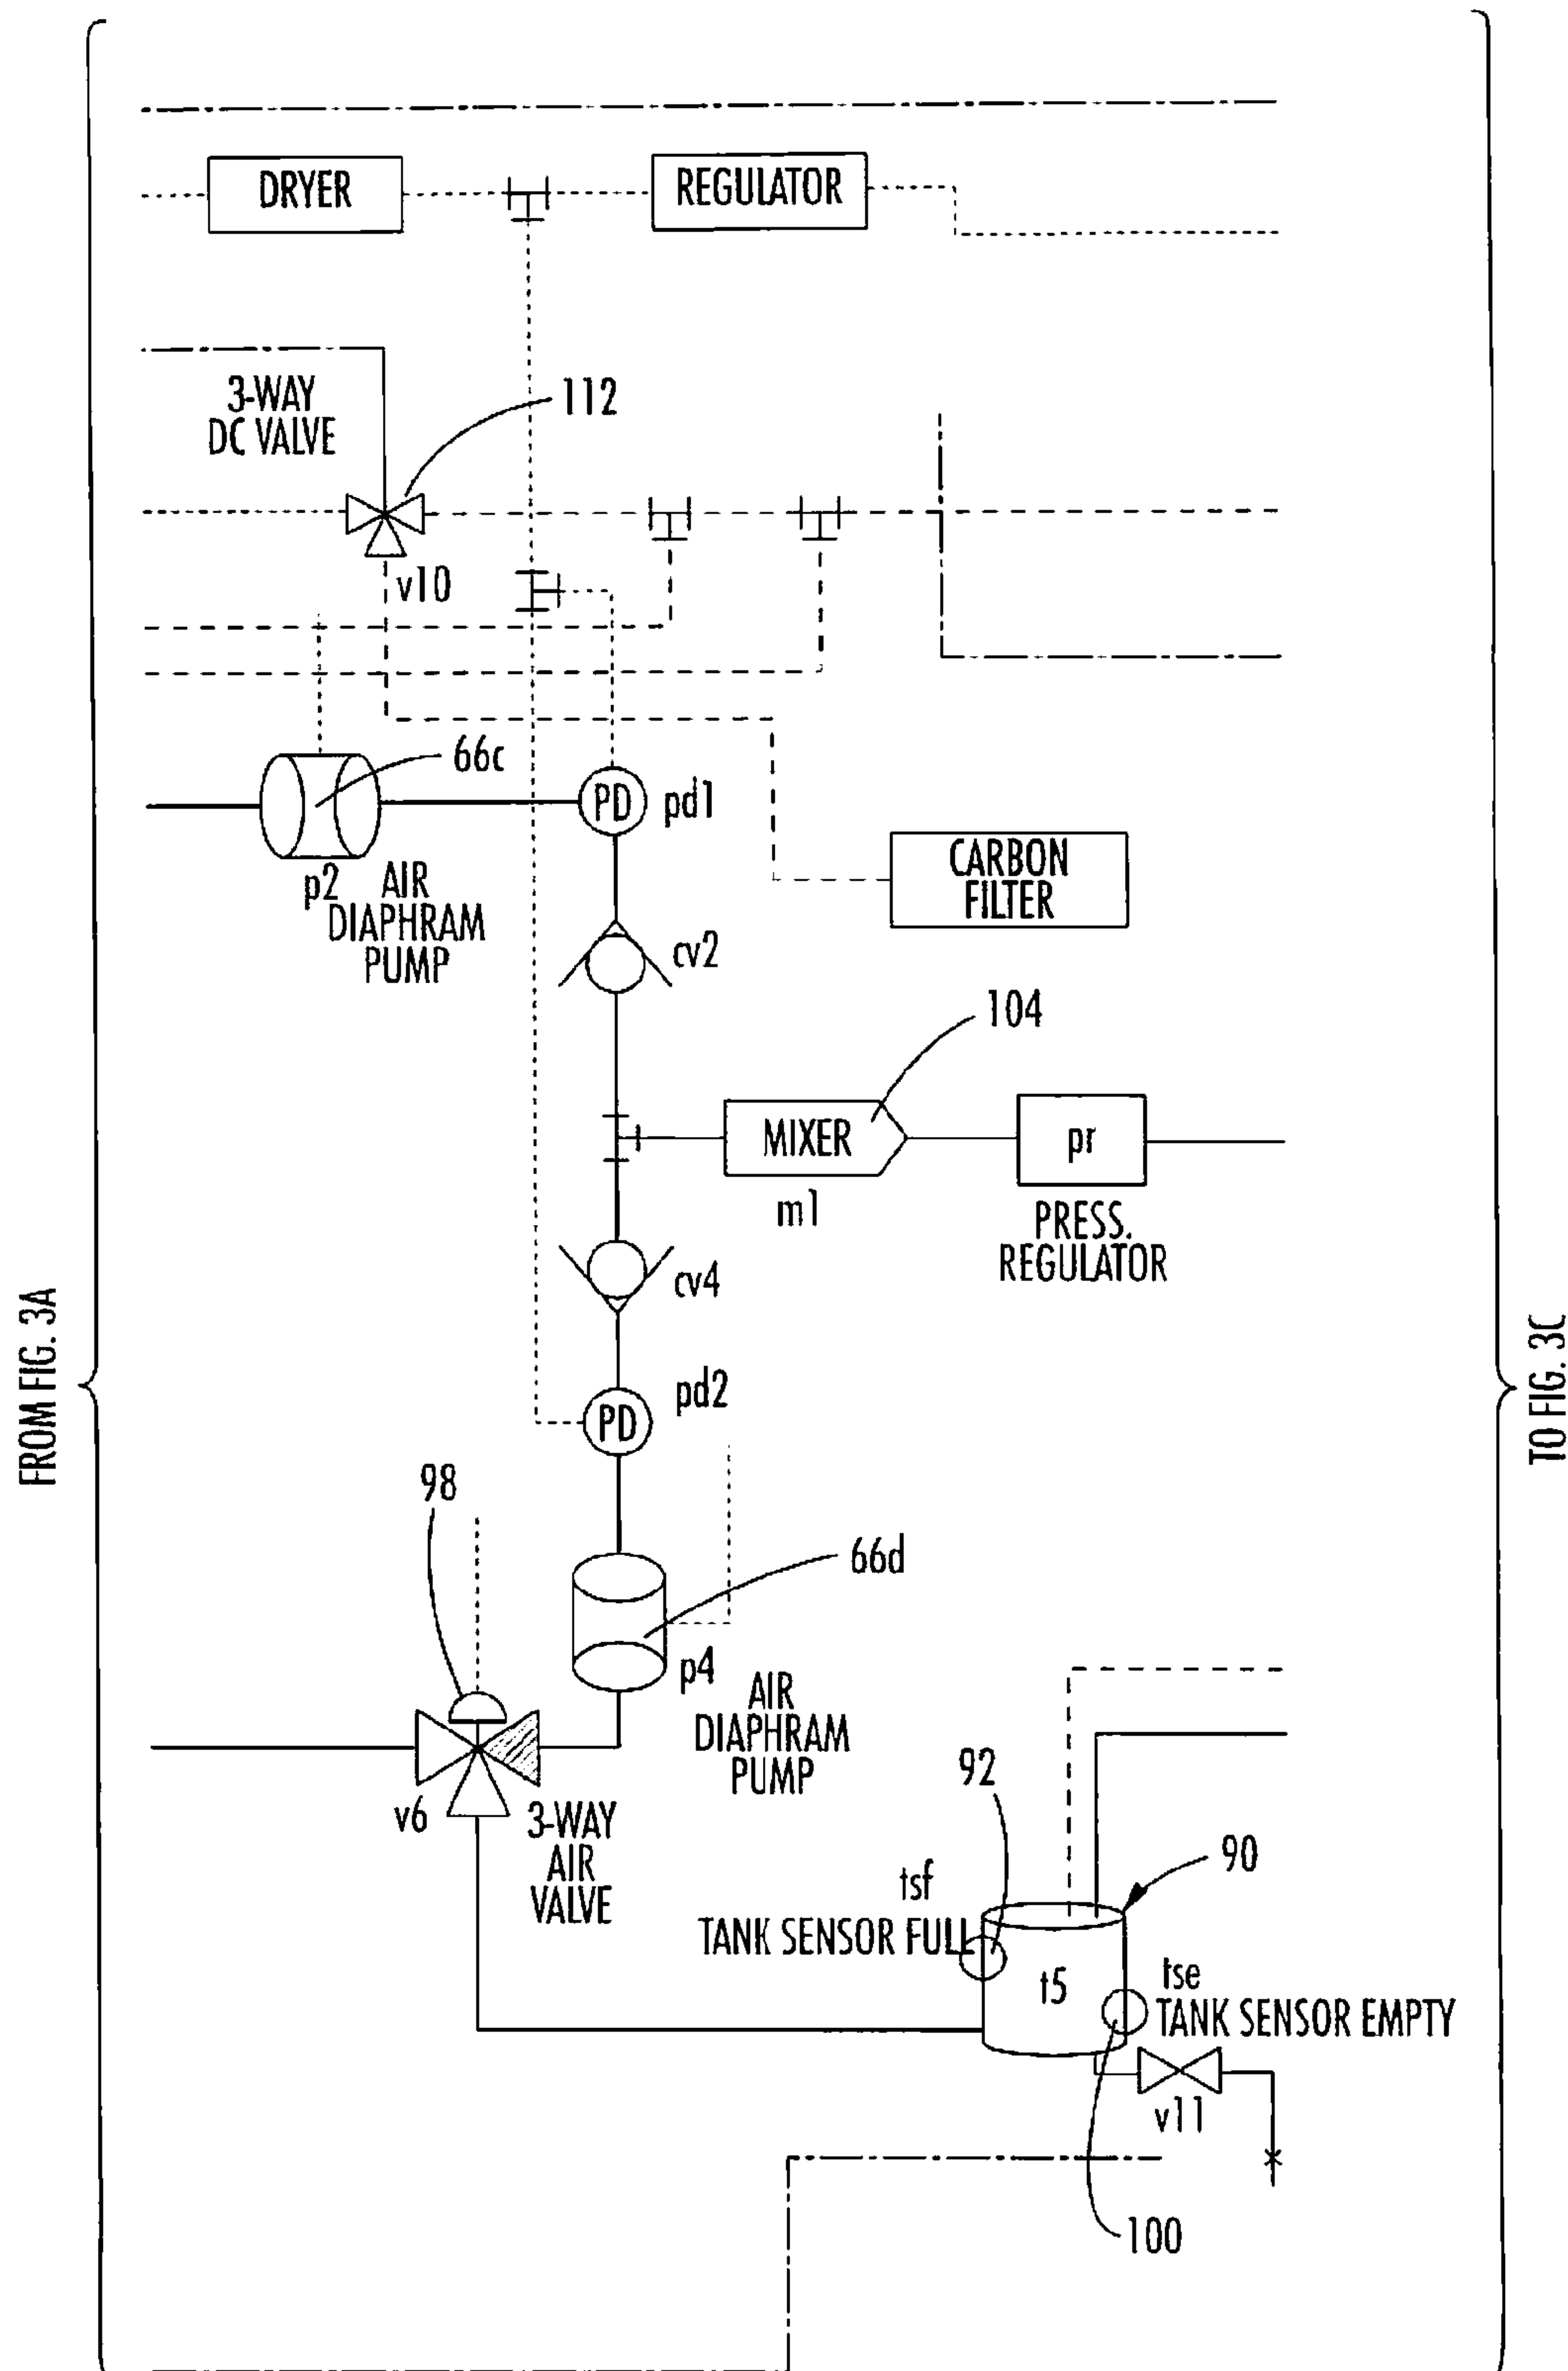 DRYER
REGULATOR
3-WAY
DC VALVE
112
v10
66c
PD
pd1
p2
AIR
DIAPHRAM
PUMP
CARBON
FILTER
cv2
104
MIXER
m1
pr
PRESS.
REGULATOR
cv4
FROM FIG. 3A
TO FIG. 3C
pd2
PD
98
66d
p4
AIR
DIAPHRAM
PUMP
v6
3-WAY
AIR
VALVE
92
90
tsf
TANK SENSOR FULL
t5
tse
TANK SENSOR EMPTY
v11
100